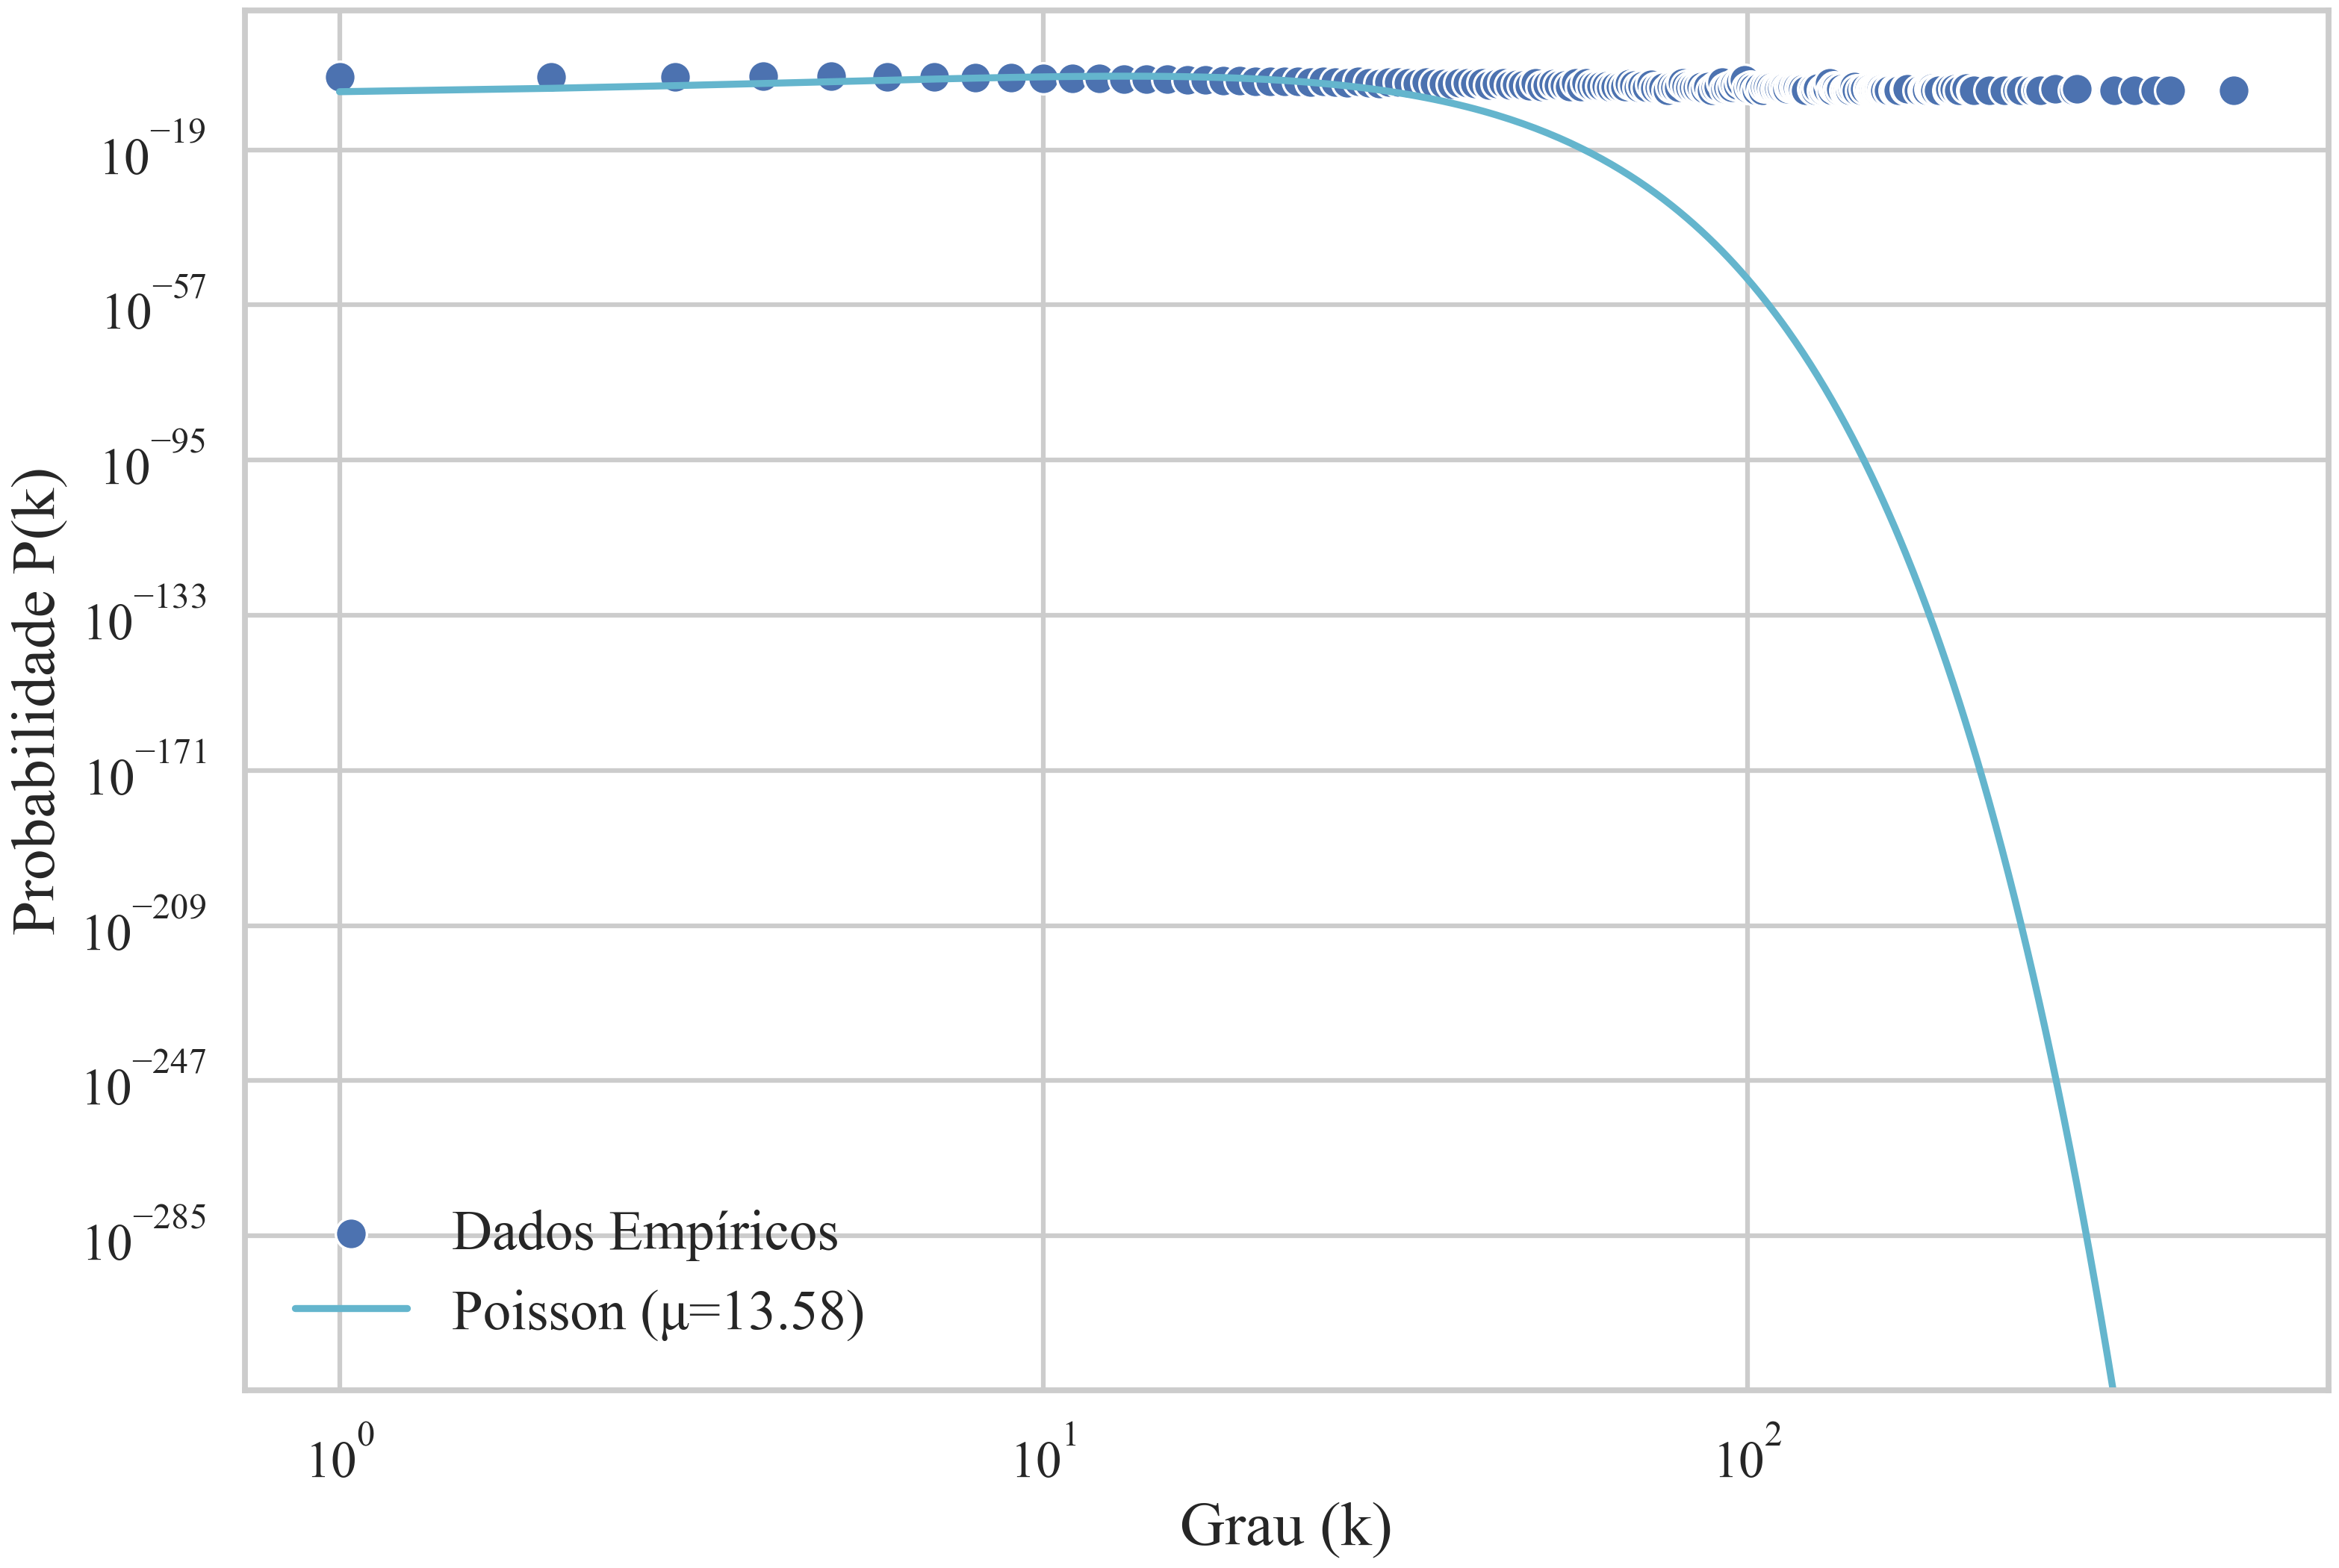 Probabilidade P(k)
10^−19
10^−57
10^−95
10^−133
10^−171
10^−209
10^−247
10^−285
Dados Empíricos
Poisson (μ=13.58)
10^0
10^1
10^2
Grau (k)